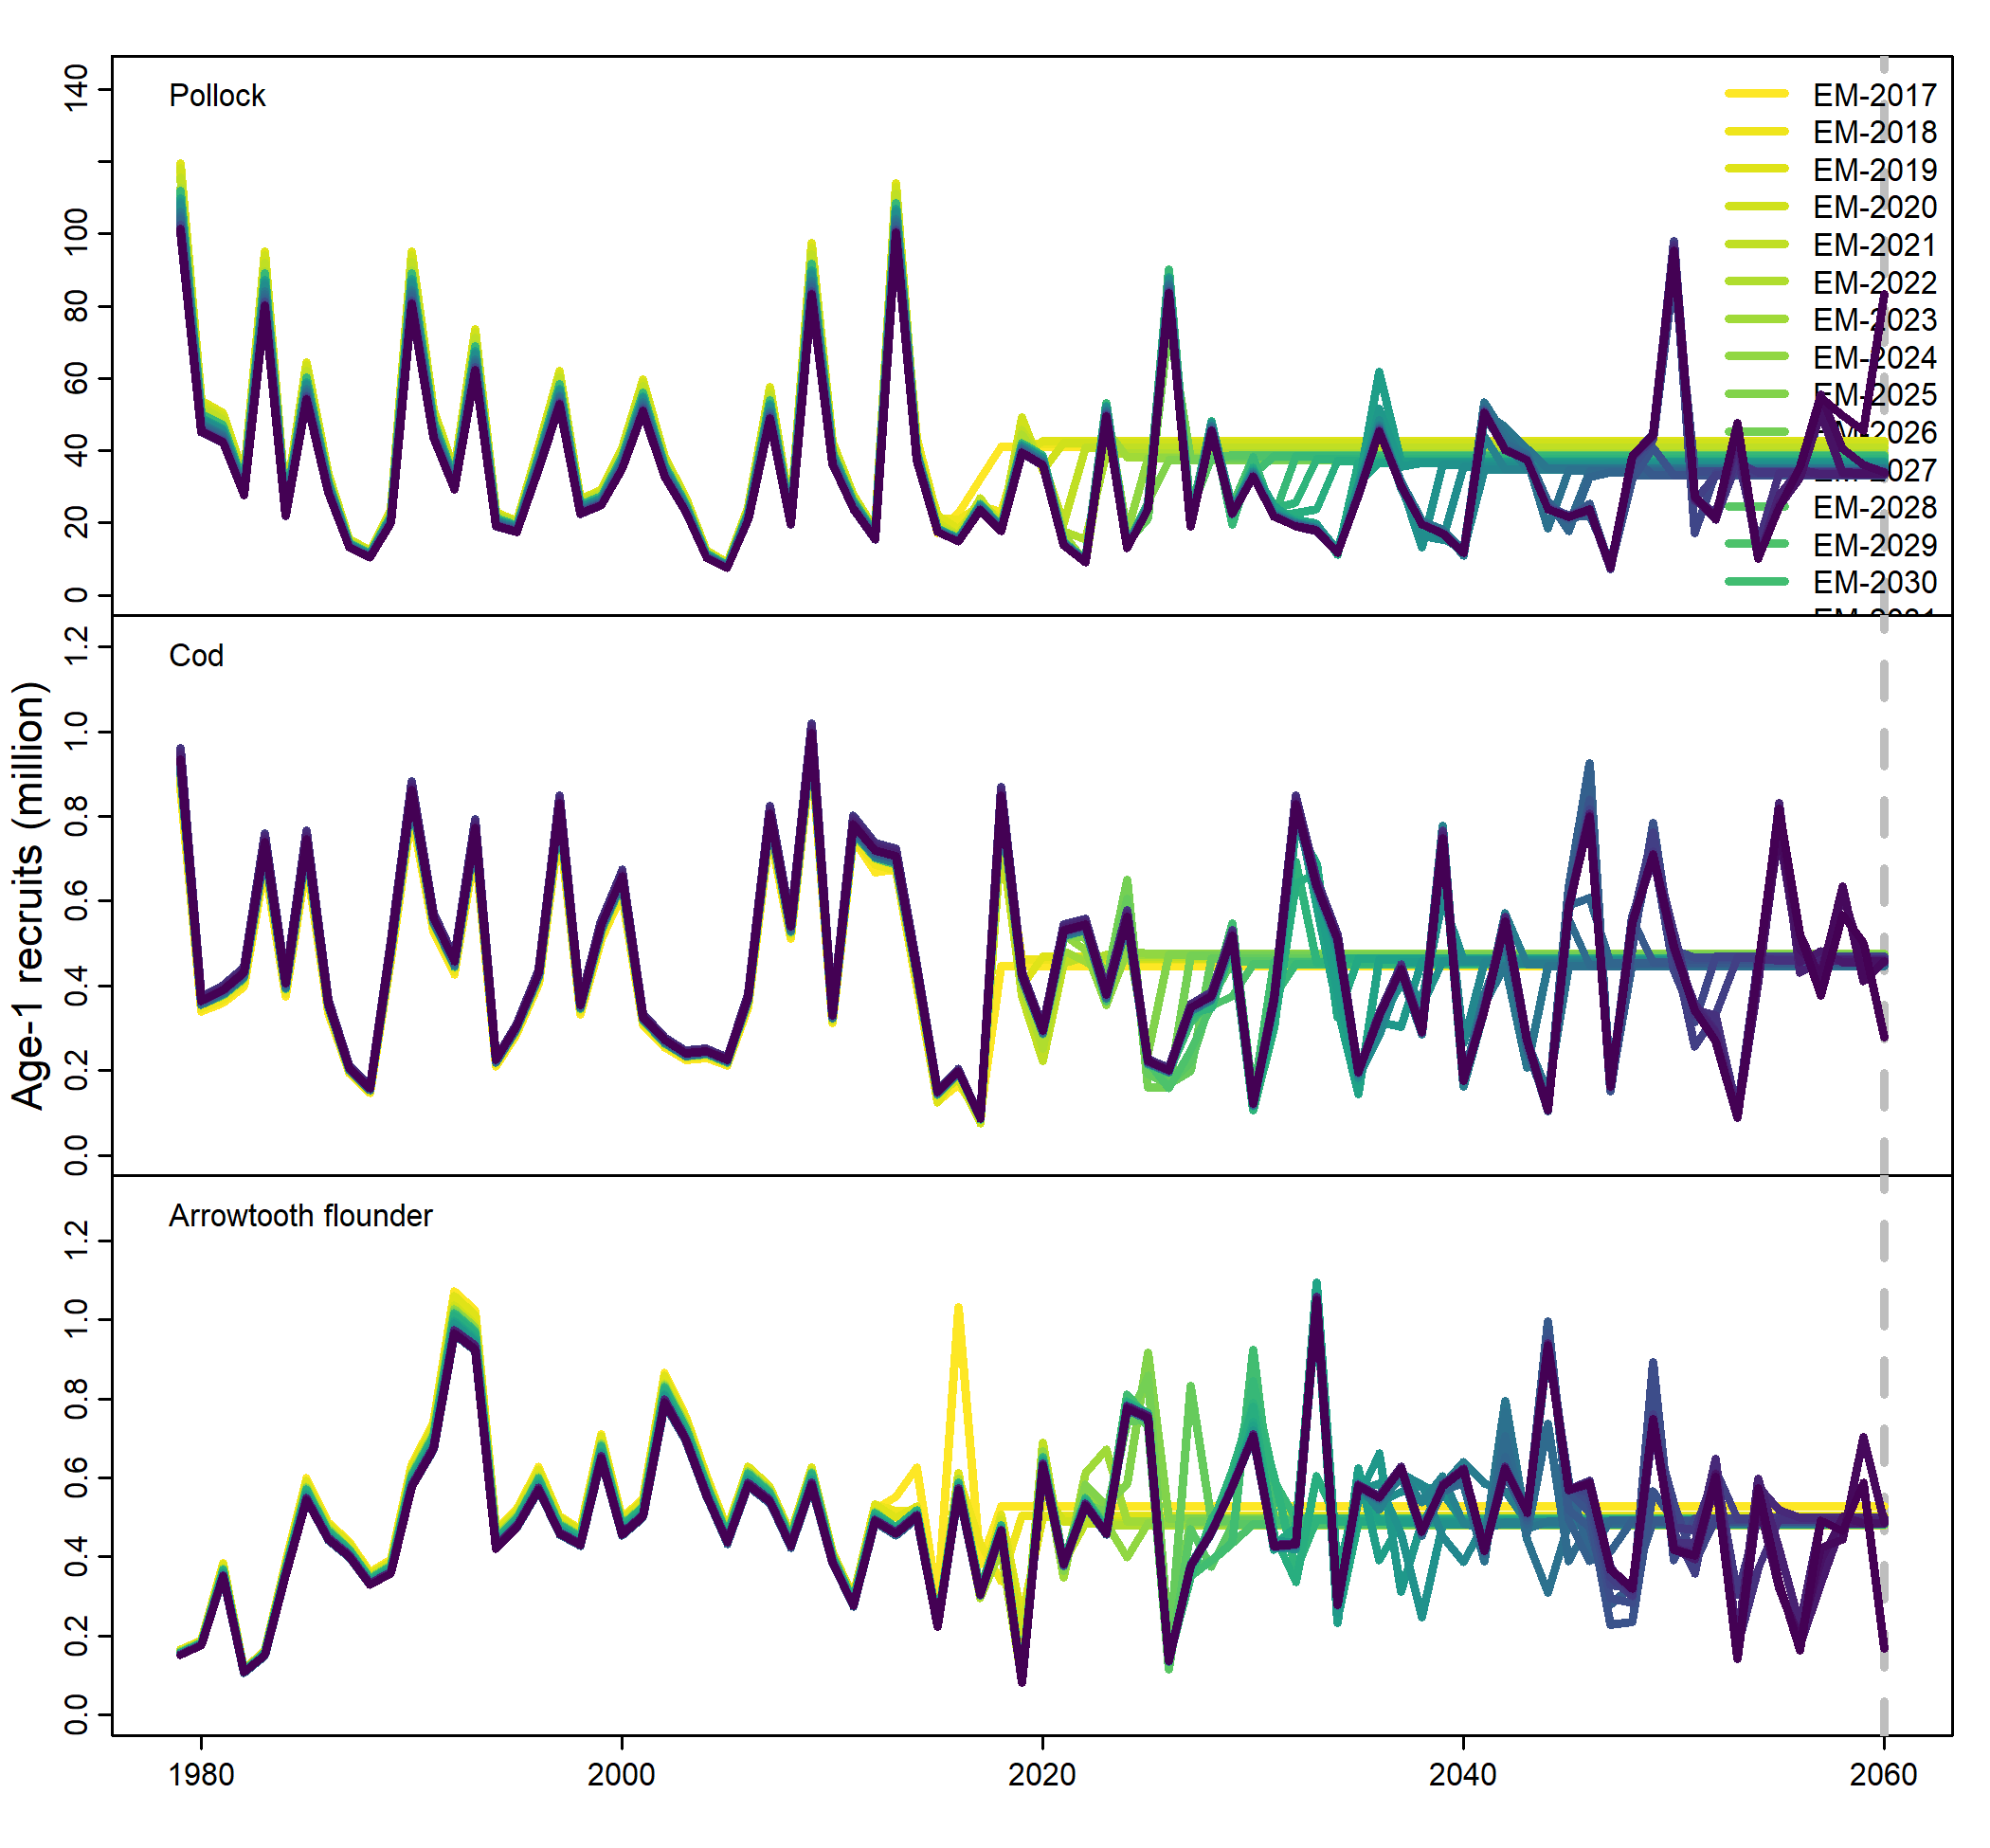 Pollock
EM-2017
EM-2018
EM-2019
EM-2020
EM-2021
EM-2022
EM-2023
EM-2024
EM-2025
EM-2026
2027
EM-2028
EM-2029
EM-2030
140
100
80
60
40
20
0
Cod
1.2
1.0
0.8
0.6
0.4
0.2
0.0
Age-1 recruits (million)
Arrowtooth flounder
1.2
1.0
0.8
0.6
0.4
0.2
0.0
1980 2000 2020 2040 2060